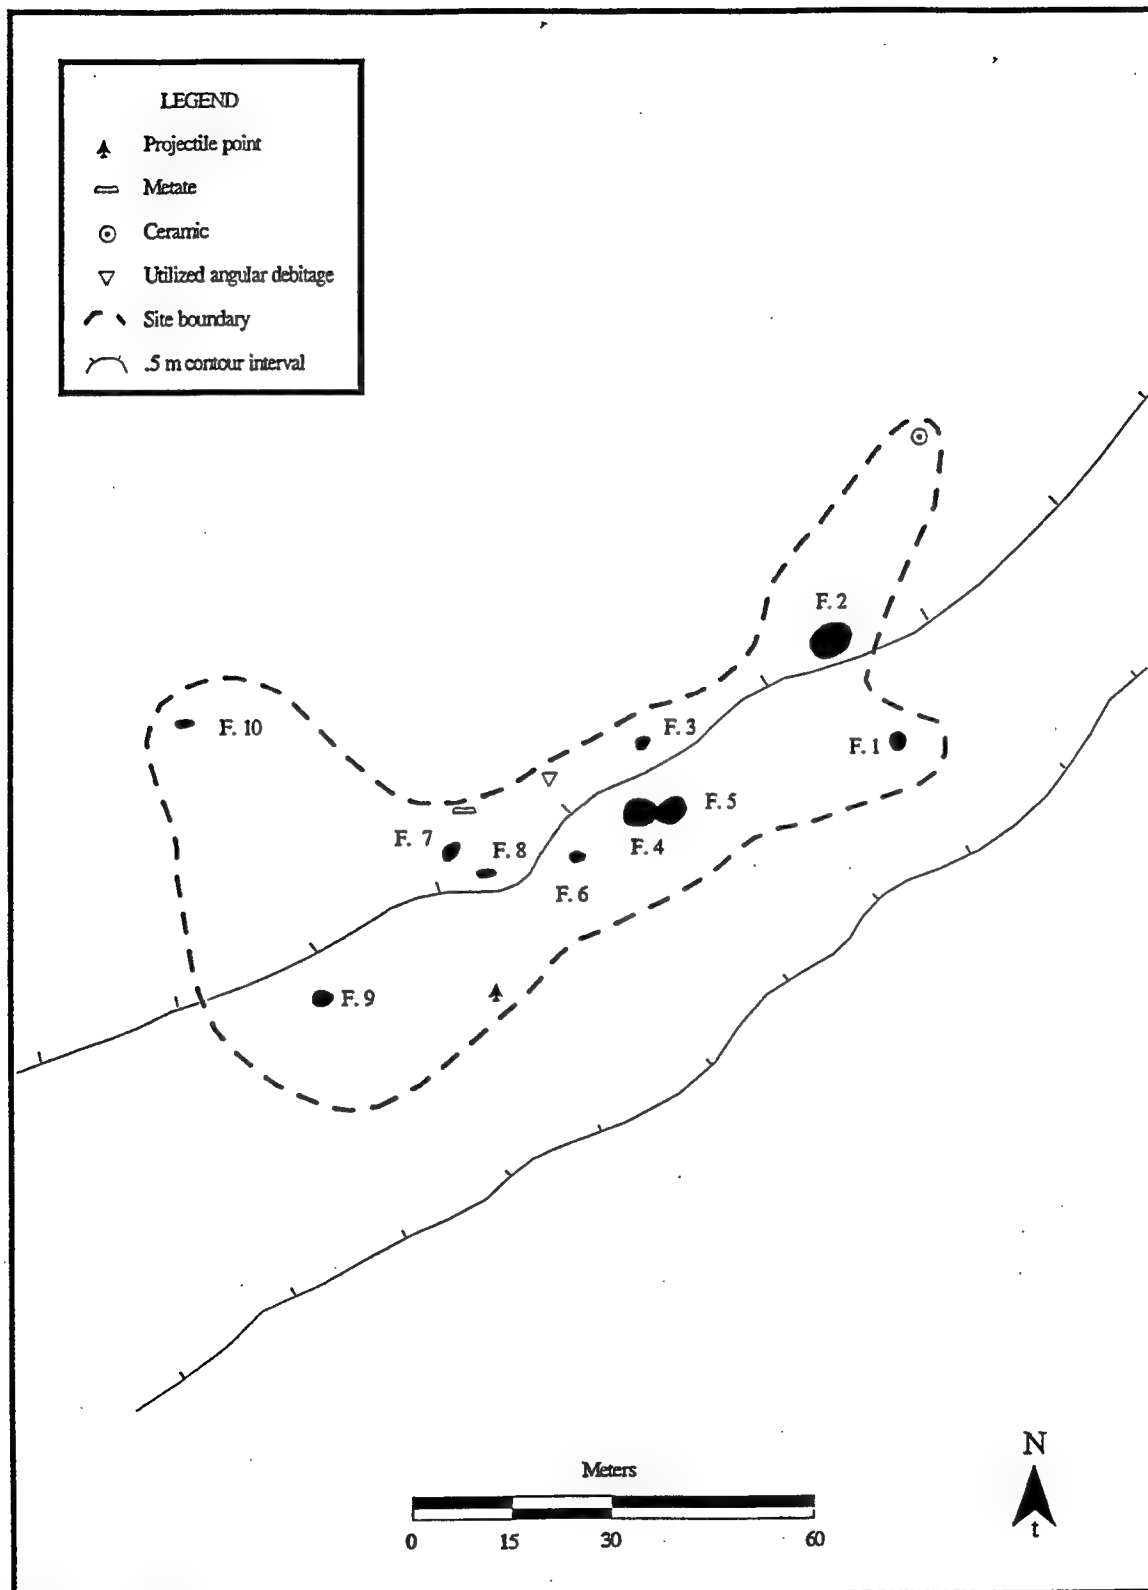 LEGEND
Projectile point
Metate
Ceramic
Utilized angular debitage
Site boundary
.5 m contour interval
F. 2
F. 10
F. 3
F. 1
F. 5
F. 7
F. 8
F. 4
F. 6
F. 9
N
t
Meters
0 15 30 60